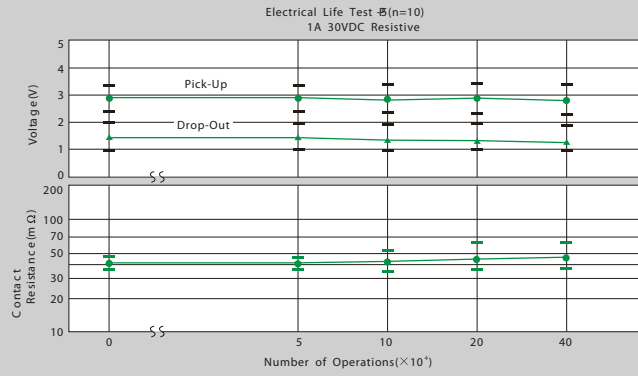 Electrical Life Test (n=10)
1A 30VDC Resistive
Voltage(V)
5
4
3
2
1
0
Pick-Up
Drop-Out
Contact
Resistance(mΩ)
200
100
70
50
30
20
10
0
5
10
20
40
Number of Operations(×10⁴)